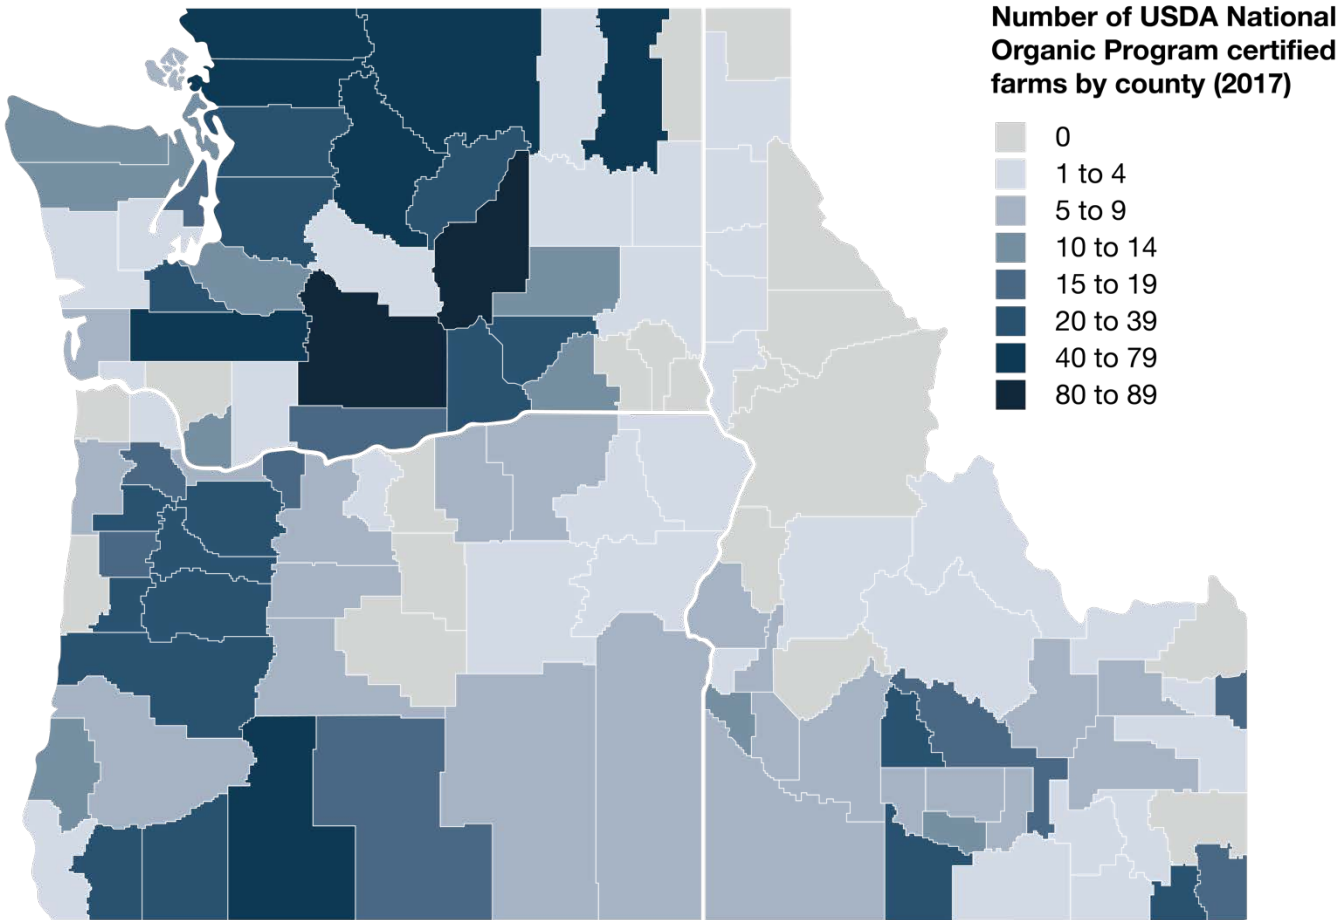 Number of USDA National
Organic Program certified
farms by county (2017)
0
1 to 4
5 to 9
10 to 14
15 to 19
20 to 39
40 to 79
80 to 89